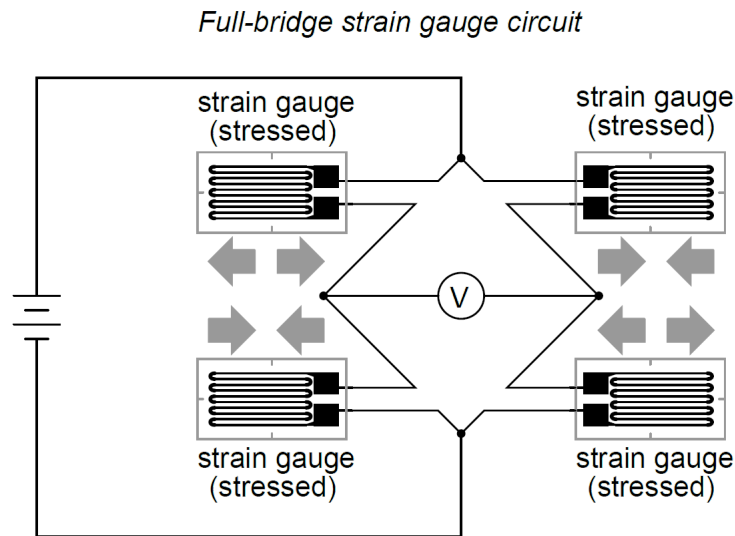 Full-bridge strain gauge circuit
strain gauge
(stressed)
strain gauge
(stressed)
V
strain gauge
(stressed)
strain gauge
(stressed)